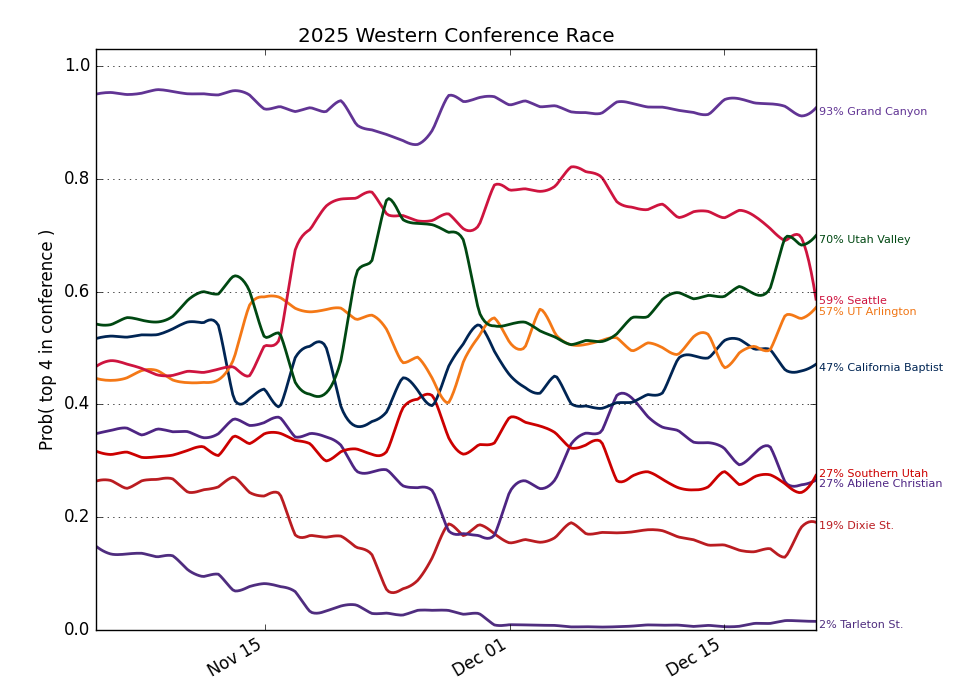 2025 Western Conference Race
Prob( top 4 in conference )
1.0
0.8
0.6
0.4
0.2
0.0
Nov 15
Dec 01
Dec 15
93% Grand Canyon
70% Utah Valley
59% Seattle
57% UT Arlington
47% California Baptist
27% Southern Utah
27% Abilene Christian
19% Dixie St.
2% Tarleton St.